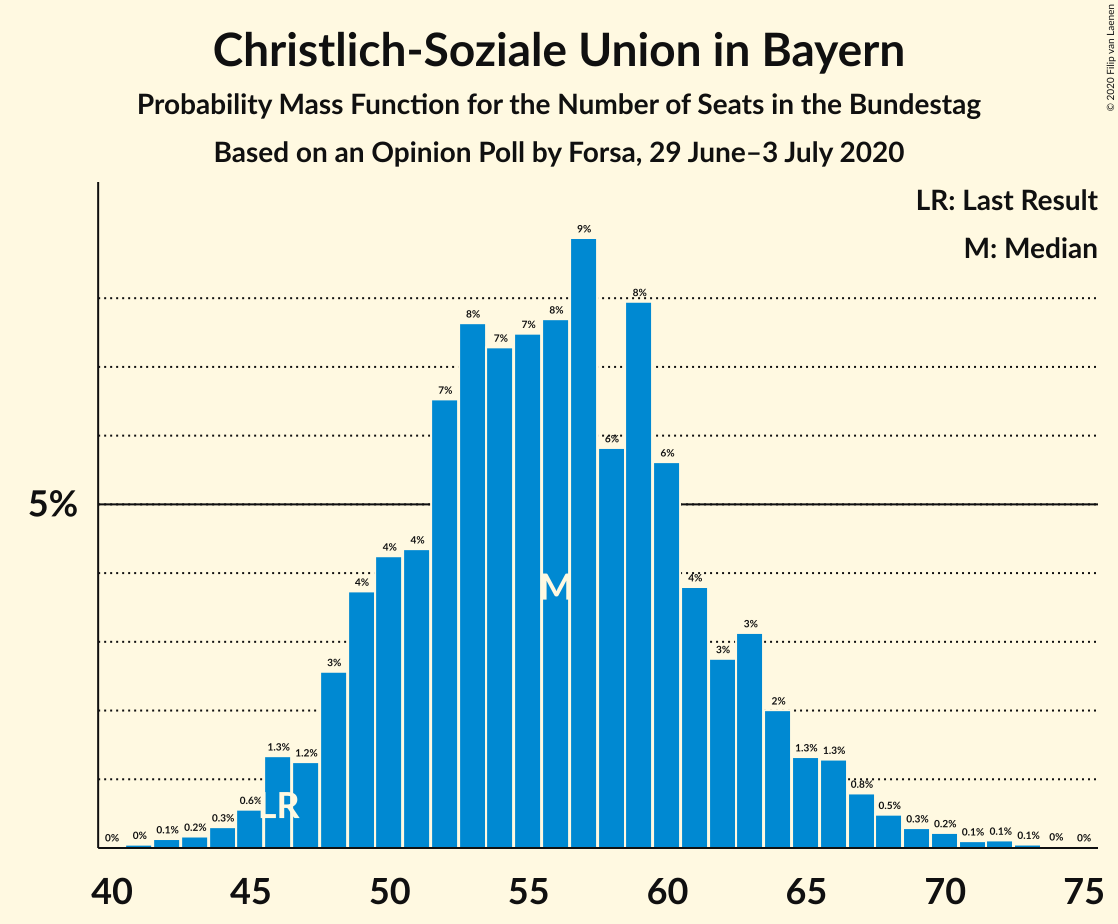 Christlich-Soziale Union in Bayern
Probability Mass Function for the Number of Seats in the Bundestag
Based on an Opinion Poll by Forsa, 29 June–3 July 2020
© 2020 Filip van Laenen
LR: Last Result
M: Median
5%
0% 0% 0.1% 0.2% 0.3% 0.6% 1.3% 1.2% 3% 4% 4% 4% 7% 8% 7% 7% 8% 9% 6% 8% 6% 4% 3% 3% 2% 1.3% 1.3% 0.8% 0.5% 0.3% 0.2% 0.1% 0.1% 0.1% 0% 0%
M
LR
40 45 50 55 60 65 70 75